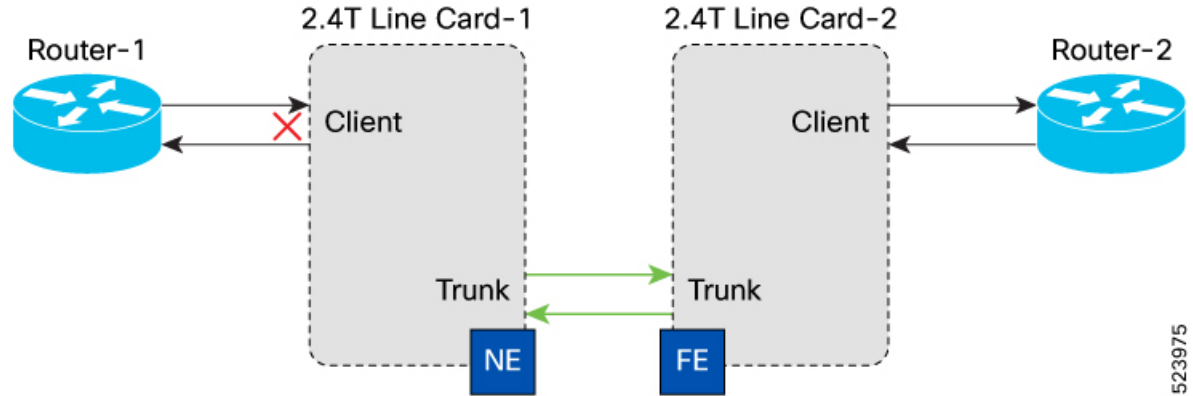 2.4T Line Card-1
2.4T Line Card-2
Router-1
Router-2
Client
Client
Trunk
Trunk
NE
FE
523975